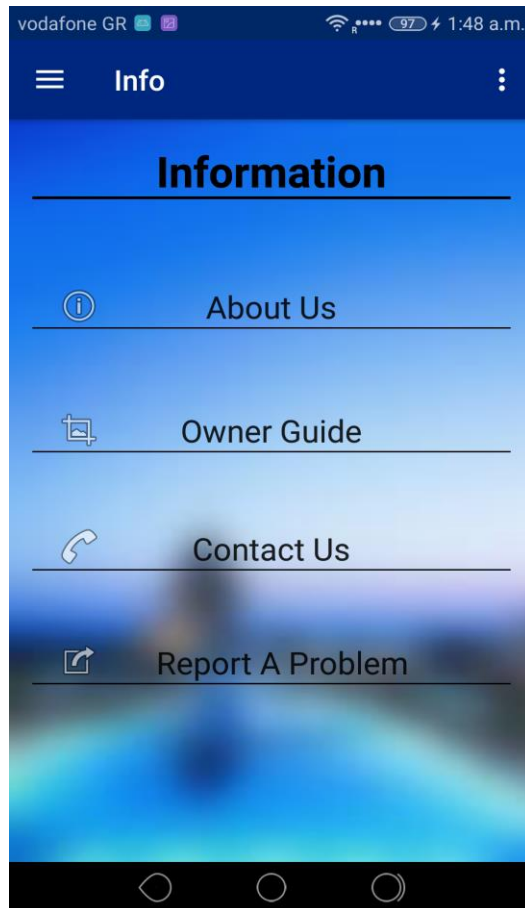 vodafone GR R 97 1:48 a.m.
Info
Information
About Us
Owner Guide
Contact Us
Report A Problem